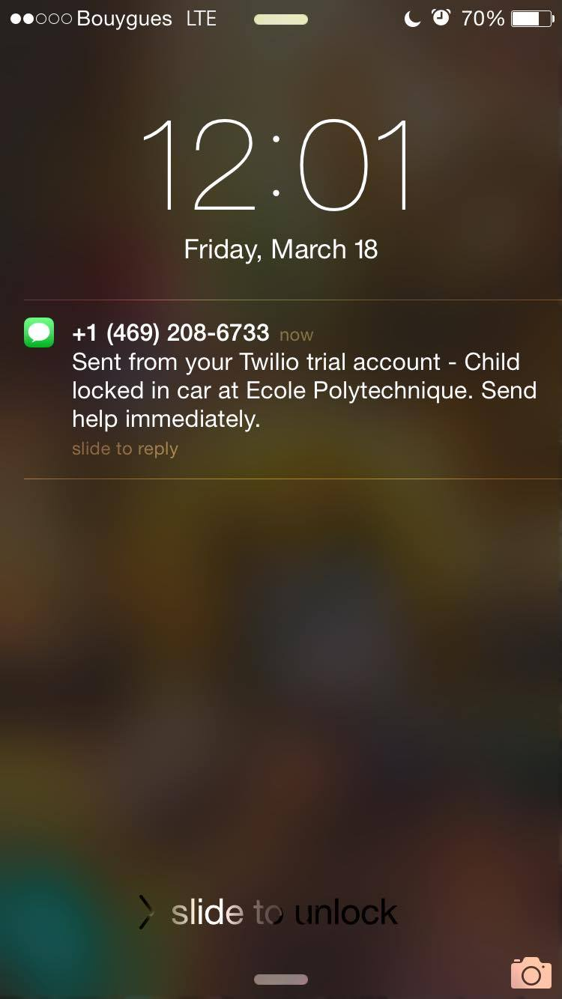 Bouygues LTE 70%
12:01
Friday, March 18
+1 (469) 208-6733 now
Sent from your Twilio trial account - Child
locked in car at Ecole Polytechnique. Send
help immediately.
slide to reply
slide to unlock